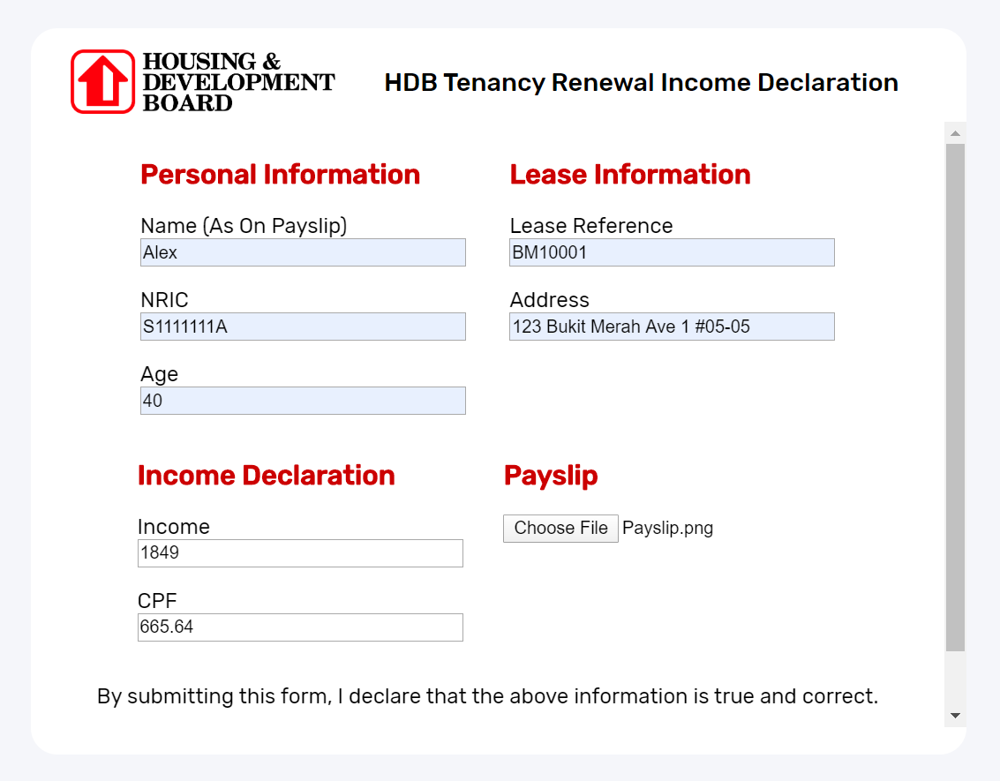 HOUSING &
DEVELOPMENT
BOARD
HDB Tenancy Renewal Income Declaration
Personal Information
Name (As On Payslip)
Alex
NRIC
S1111111A
Age
40
Lease Information
Lease Reference
BM10001
Address
123 Bukit Merah Ave 1 #05-05
Income Declaration
Income
1849
CPF
665.64
Payslip
Choose File Payslip.png
By submitting this form, I declare that the above information is true and correct.